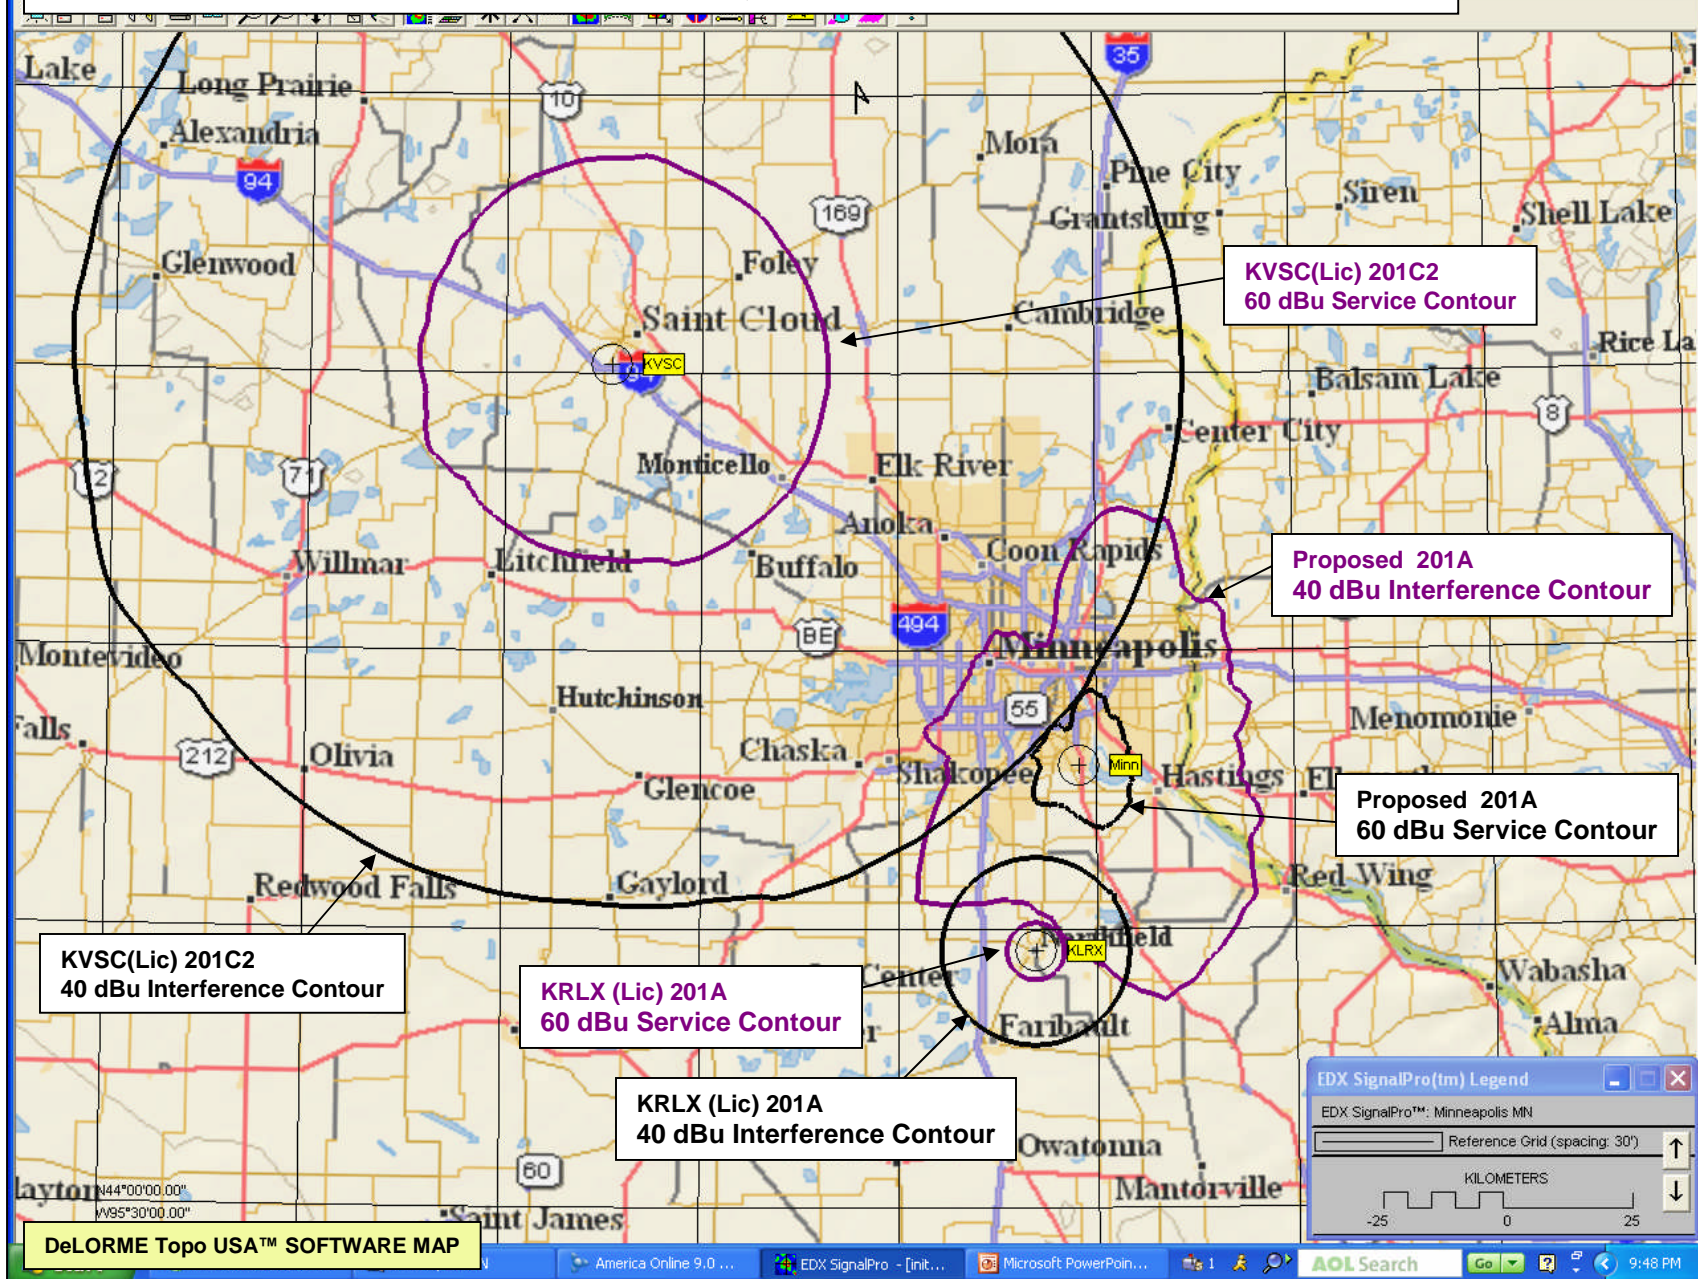 35
Lake
Long Prairie
10
Alexandria
Mora
94
Pine City
Siren
169
Grantsburg
Shell Lake
Glenwood
Foley
KVSC(Lic) 201C2
60 dBu Service Contour
Saint Cloud
Cambridge
Rice La
KVSC
94
Balsam Lake
8
Center City
12
71
Monticello
Elk River
Anoka
Coon Rapids
Willmar
Litchfield
Buffalo
Proposed 201A
40 dBu Interference Contour
494
BE
Minneapolis
Montevideo
Hutchinson
55
Menomonie
Falls
212
Olivia
Chaska
Shakopee
Minn
Hastings
Glencoe
Proposed 201A
60 dBu Service Contour
Redwood Falls
Gaylord
Red Wing
KVSC(Lic) 201C2
40 dBu Interference Contour
Northfield
KLRX
Center
Wabasha
KRLX (Lic) 201A
60 dBu Service Contour
Faribault
Alma
EDX SignalPro(tm) Legend
EDX SignalPro™: Minneapolis MN
Reference Grid (spacing: 30')
KILOMETERS
-25 0 25
KRLX (Lic) 201A
40 dBu Interference Contour
Owatonna
60
Mantorville
layton
N44°00'00.00"
W95°30'00.00"
Saint James
DeLORME Topo USA™ SOFTWARE MAP
America Online 9.0 ...
EDX SignalPro - [init...
Microsoft PowerPoin...
1
AOL Search
Go
9:48 PM